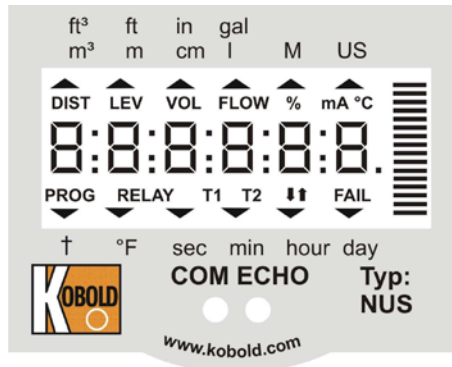 ft³ ft in gal
m³ m cm l M US
DIST LEV VOL FLOW % mA °C
8:8:8:8:8:8.
PROG RELAY T1 T2 ⬇⬆ FAIL
† °F sec min hour day
KOBOLD
COM ECHO
Typ:
NUS
www.kobold.com